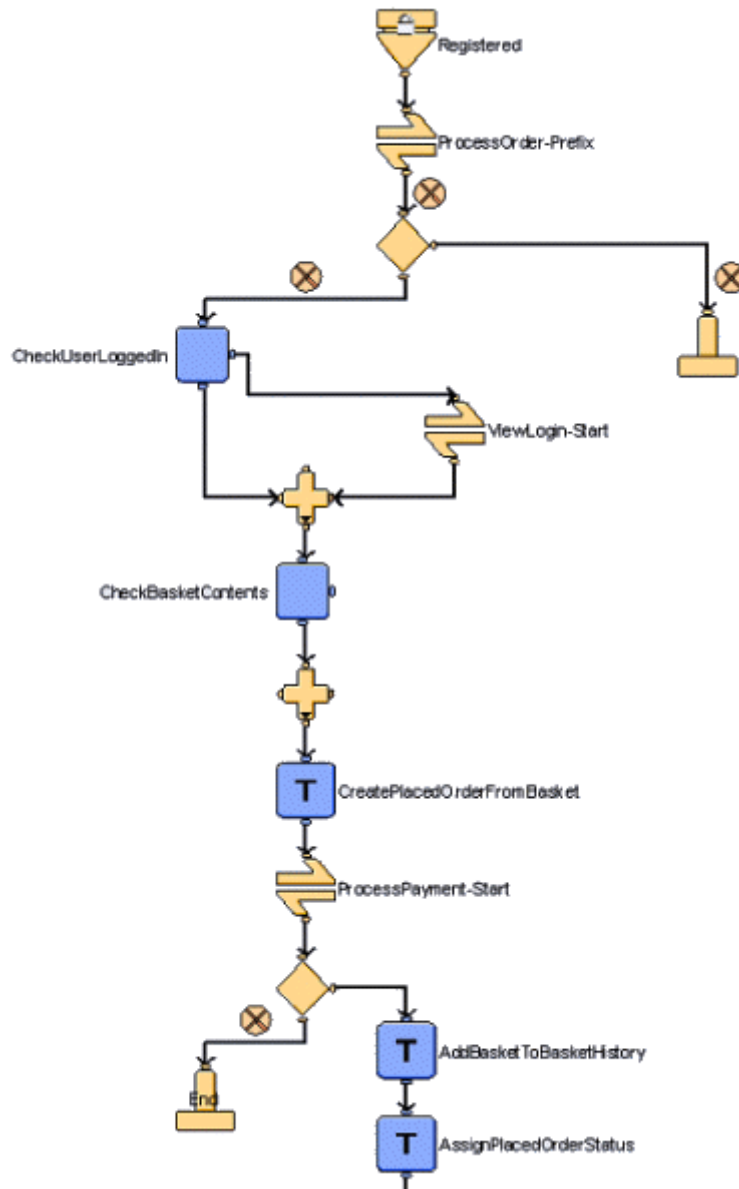 Registered
ProcessOrder-Prefix
CheckUserLoggedIn
ViewLogin-Start
CheckBasketContents
T
CreatePlacedOrderFromBasket
ProcessPayment-Start
T
AddBasketToBasketHistory
End
T
AssignPlacedOrderStatus